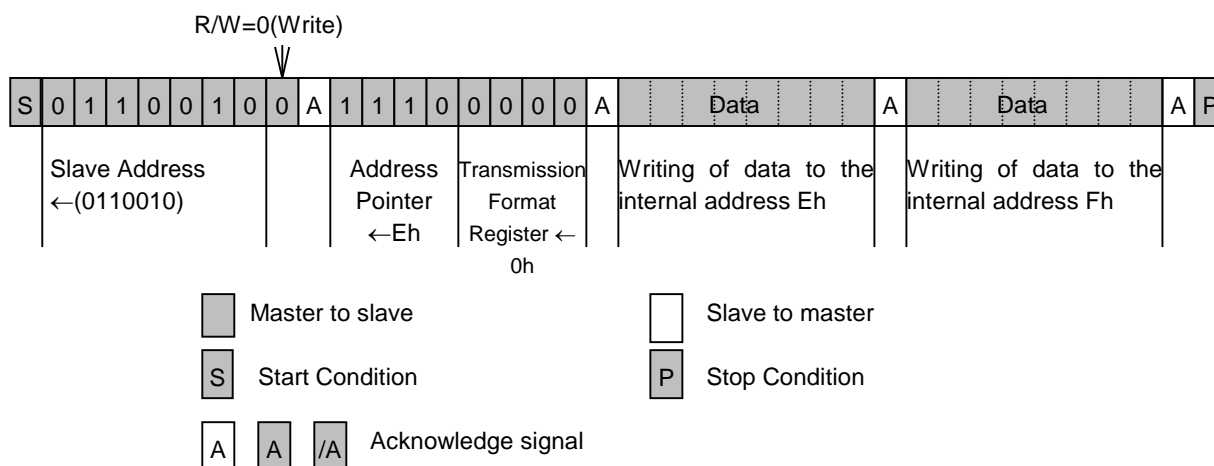 R/W=0(Write)
S 0 1 1 0 0 1 0 0 A 1 1 1 0 0 0 0 0 A Data A Data A P
Slave Address
←(0110010)
Address
Pointer
←Eh
Transmission
Format
Register ←
0h
Writing of data to the
internal address Eh
Writing of data to the
internal address Fh
Master to slave
Slave to master
S Start Condition
P Stop Condition
A A /A Acknowledge signal